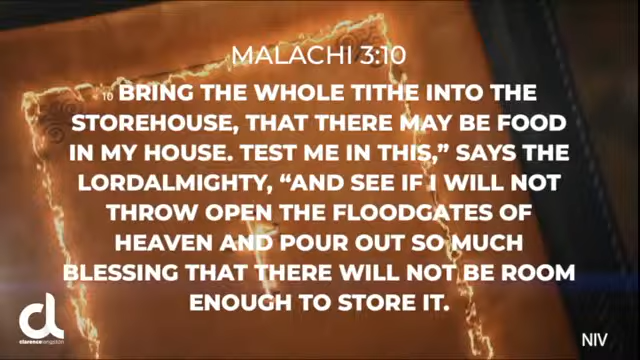 MALACHI 3:10
10 BRING THE WHOLE TITHE INTO THE
STOREHOUSE, THAT THERE MAY BE FOOD
IN MY HOUSE. TEST ME IN THIS,” SAYS THE
LORDALMIGHTY, “AND SEE IF I WILL NOT
THROW OPEN THE FLOODGATES OF
HEAVEN AND POUR OUT SO MUCH
BLESSING THAT THERE WILL NOT BE ROOM
ENOUGH TO STORE IT.
cl
clarencelangston
NIV